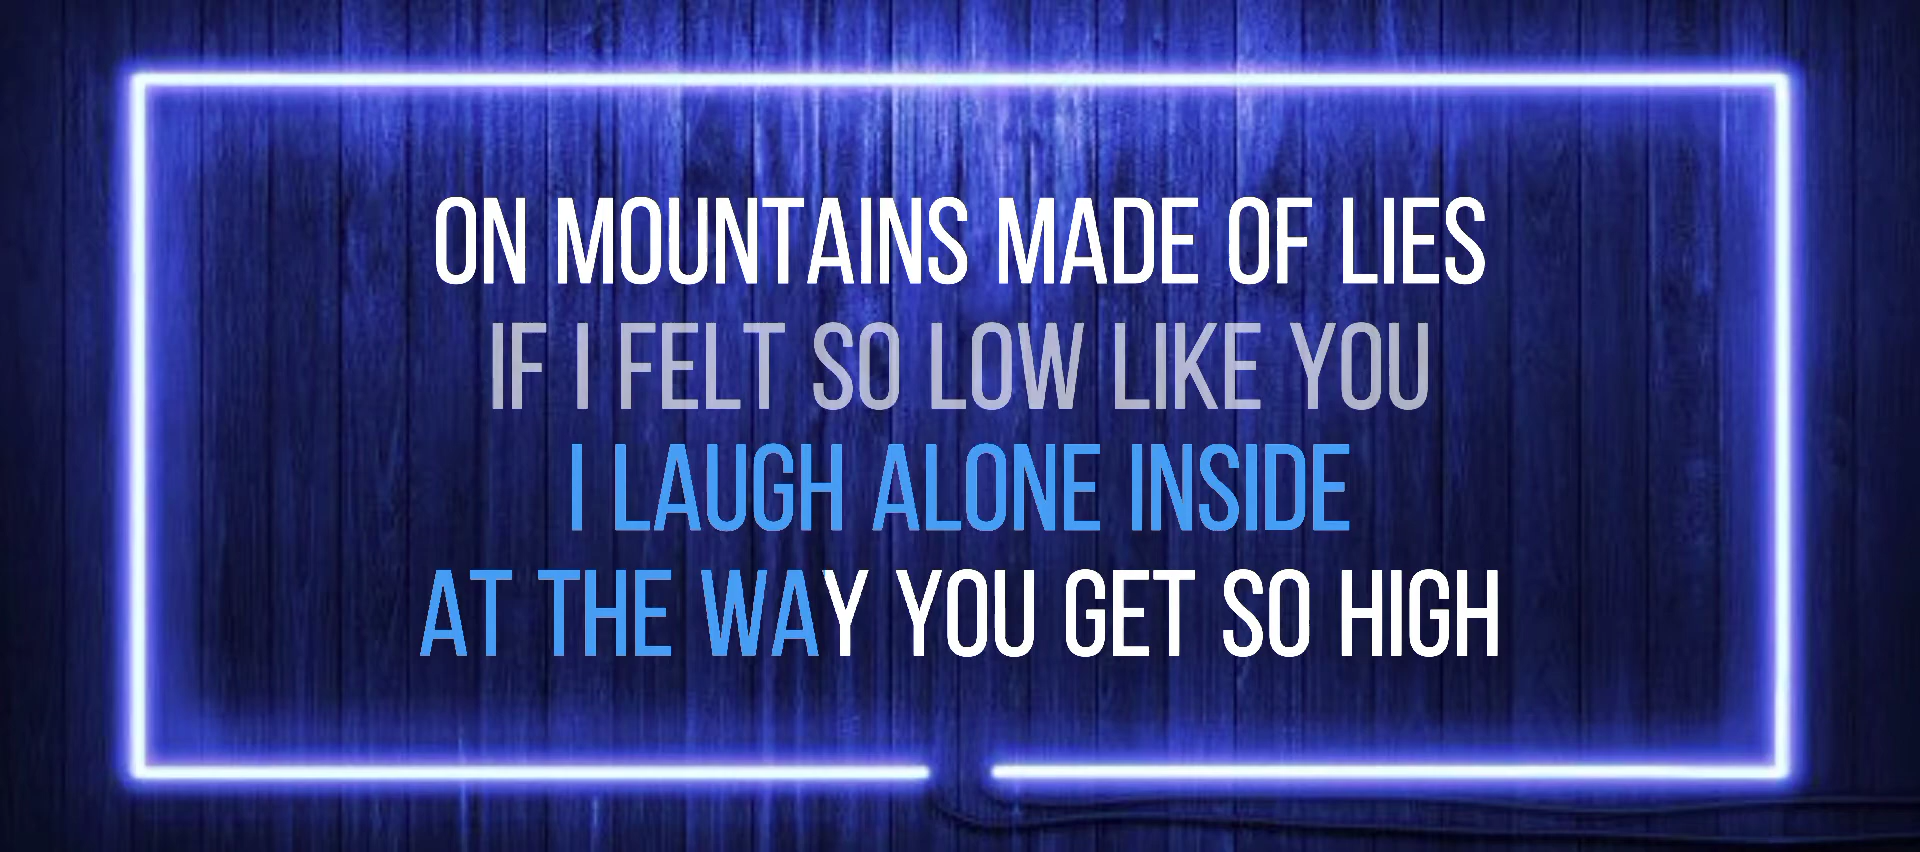 ON MOUNTAINS MADE OF LIES
IF I FELT SO LOW LIKE YOU
I LAUGH ALONE INSIDE
AT THE WAY YOU GET SO HIGH